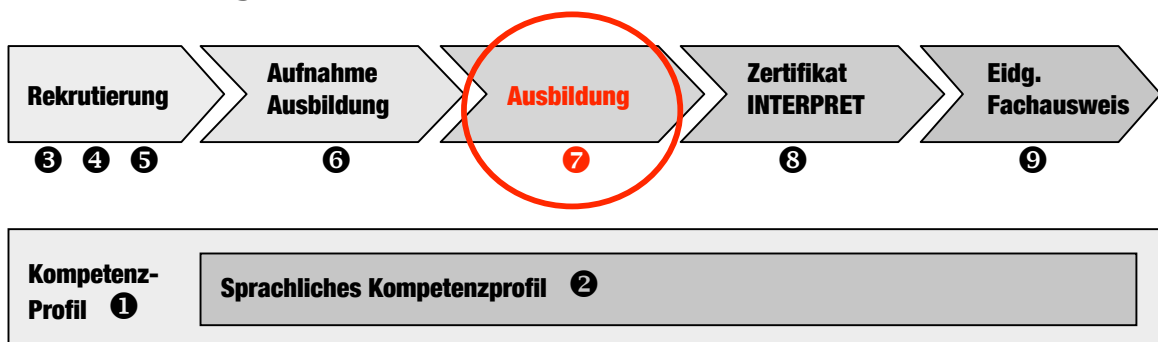 Rekrutierung
Aufnahme
Ausbildung
Ausbildung
Zertifikat
INTERPRET
Eidg.
Fachausweis
❸ ❹ ❺
❻
❼
❽
❾
Kompetenz-
Profil ❶
Sprachliches Kompetenzprofil ❷